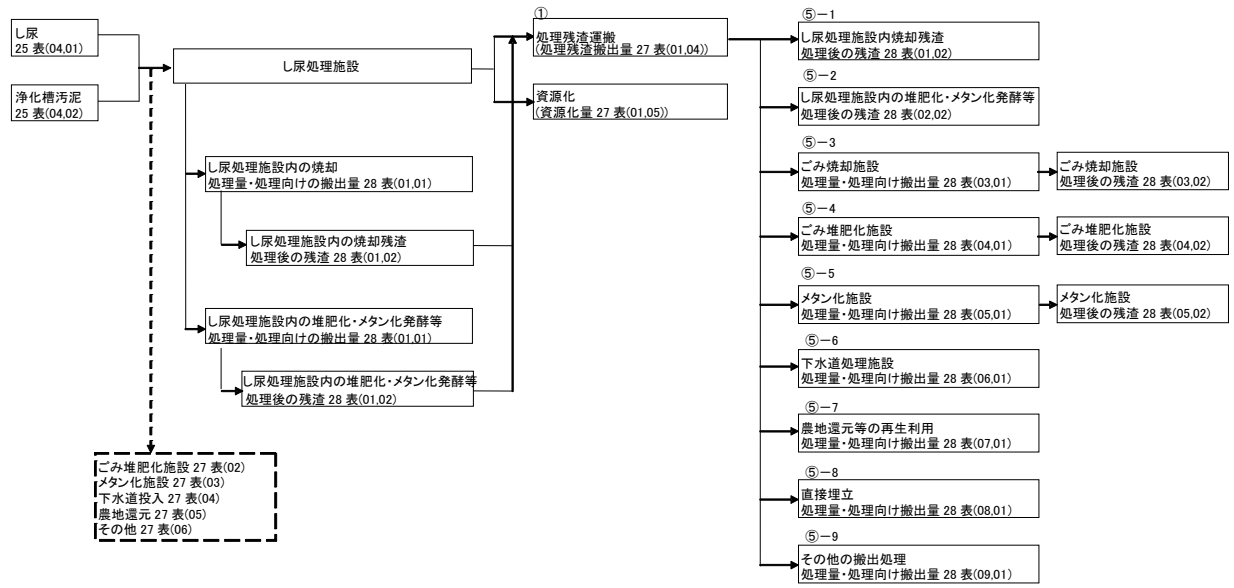 し尿
25 表(04,01)
浄化槽汚泥
25 表(04,02)
し尿処理施設
し尿処理施設内の焼却
処理量・処理向けの搬出量 28 表(01,01)
し尿処理施設内の焼却残渣
処理後の残渣 28 表(01,02)
し尿処理施設内の堆肥化・メタン化発酵等
処理量・処理向けの搬出量 28 表(01,01)
し尿処理施設内の堆肥化・メタン化発酵等
処理後の残渣 28 表(01,02)
ごみ堆肥化施設 27 表(02)
メタン化施設 27 表(03)
下水道投入 27 表(04)
農地還元 27 表(05)
その他 27 表(06)
①
処理残渣運搬
(処理残渣搬出量 27 表(01,04))
資源化
(資源化量 27 表(01,05))
⑤－1
し尿処理施設内焼却残渣
処理後の残渣 28 表(01,02)
⑤－2
し尿処理施設内の堆肥化・メタン化発酵等
処理後の残渣 28 表(02,02)
⑤－3
ごみ焼却施設
処理量・処理向け搬出量 28 表(03,01)
ごみ焼却施設
処理後の残渣 28 表(03,02)
⑤－4
ごみ堆肥化施設
処理量・処理向け搬出量 28 表(04,01)
ごみ堆肥化施設
処理後の残渣 28 表(04,02)
⑤－5
メタン化施設
処理量・処理向け搬出量 28 表(05,01)
メタン化施設
処理後の残渣 28 表(05,02)
⑤－6
下水道処理施設
処理量・処理向け搬出量 28 表(06,01)
⑤－7
農地還元等の再生利用
処理量・処理向け搬出量 28 表(07,01)
⑤－8
直接埋立
処理量・処理向け搬出量 28 表(08,01)
⑤－9
その他の搬出処理
処理量・処理向け搬出量 28 表(09,01)